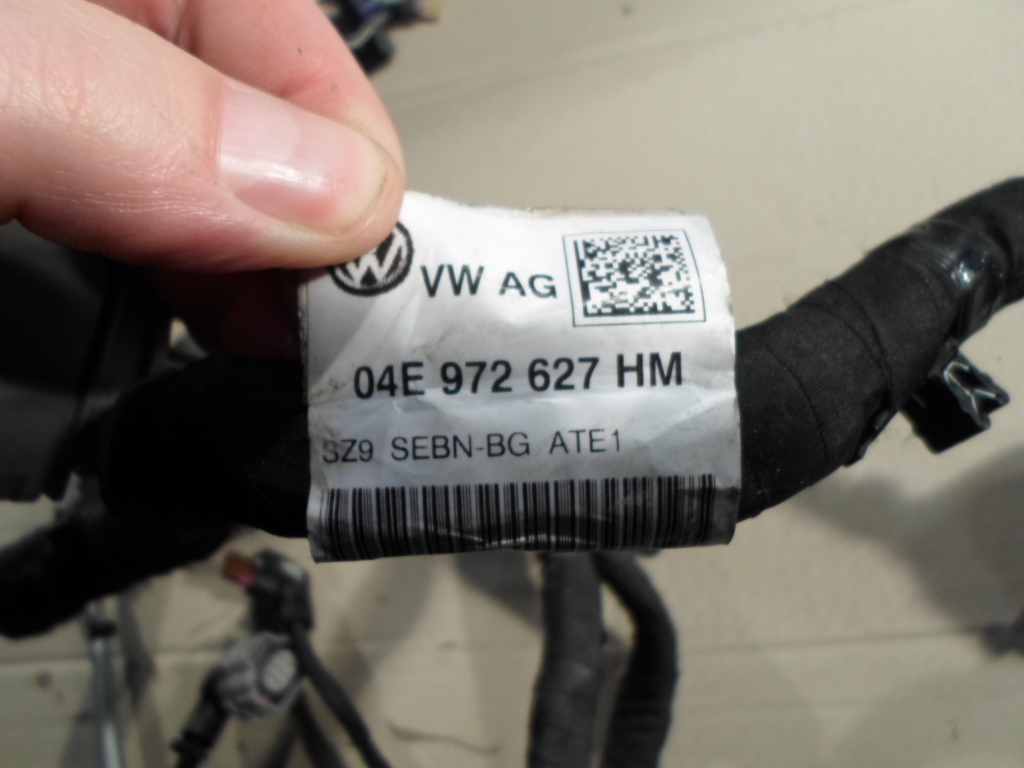 VW AG
04E 972 627 HM
SZ9 SEBN-BG ATE1